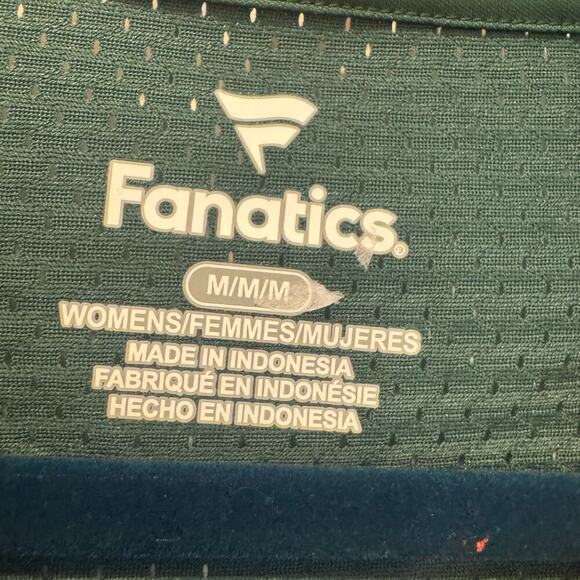 Fanatics®
M/M/M
WOMENS/FEMMES/MUJERES
MADE IN INDONESIA
FABRIQUÉ EN INDONÉSIE
HECHO EN INDONESIA